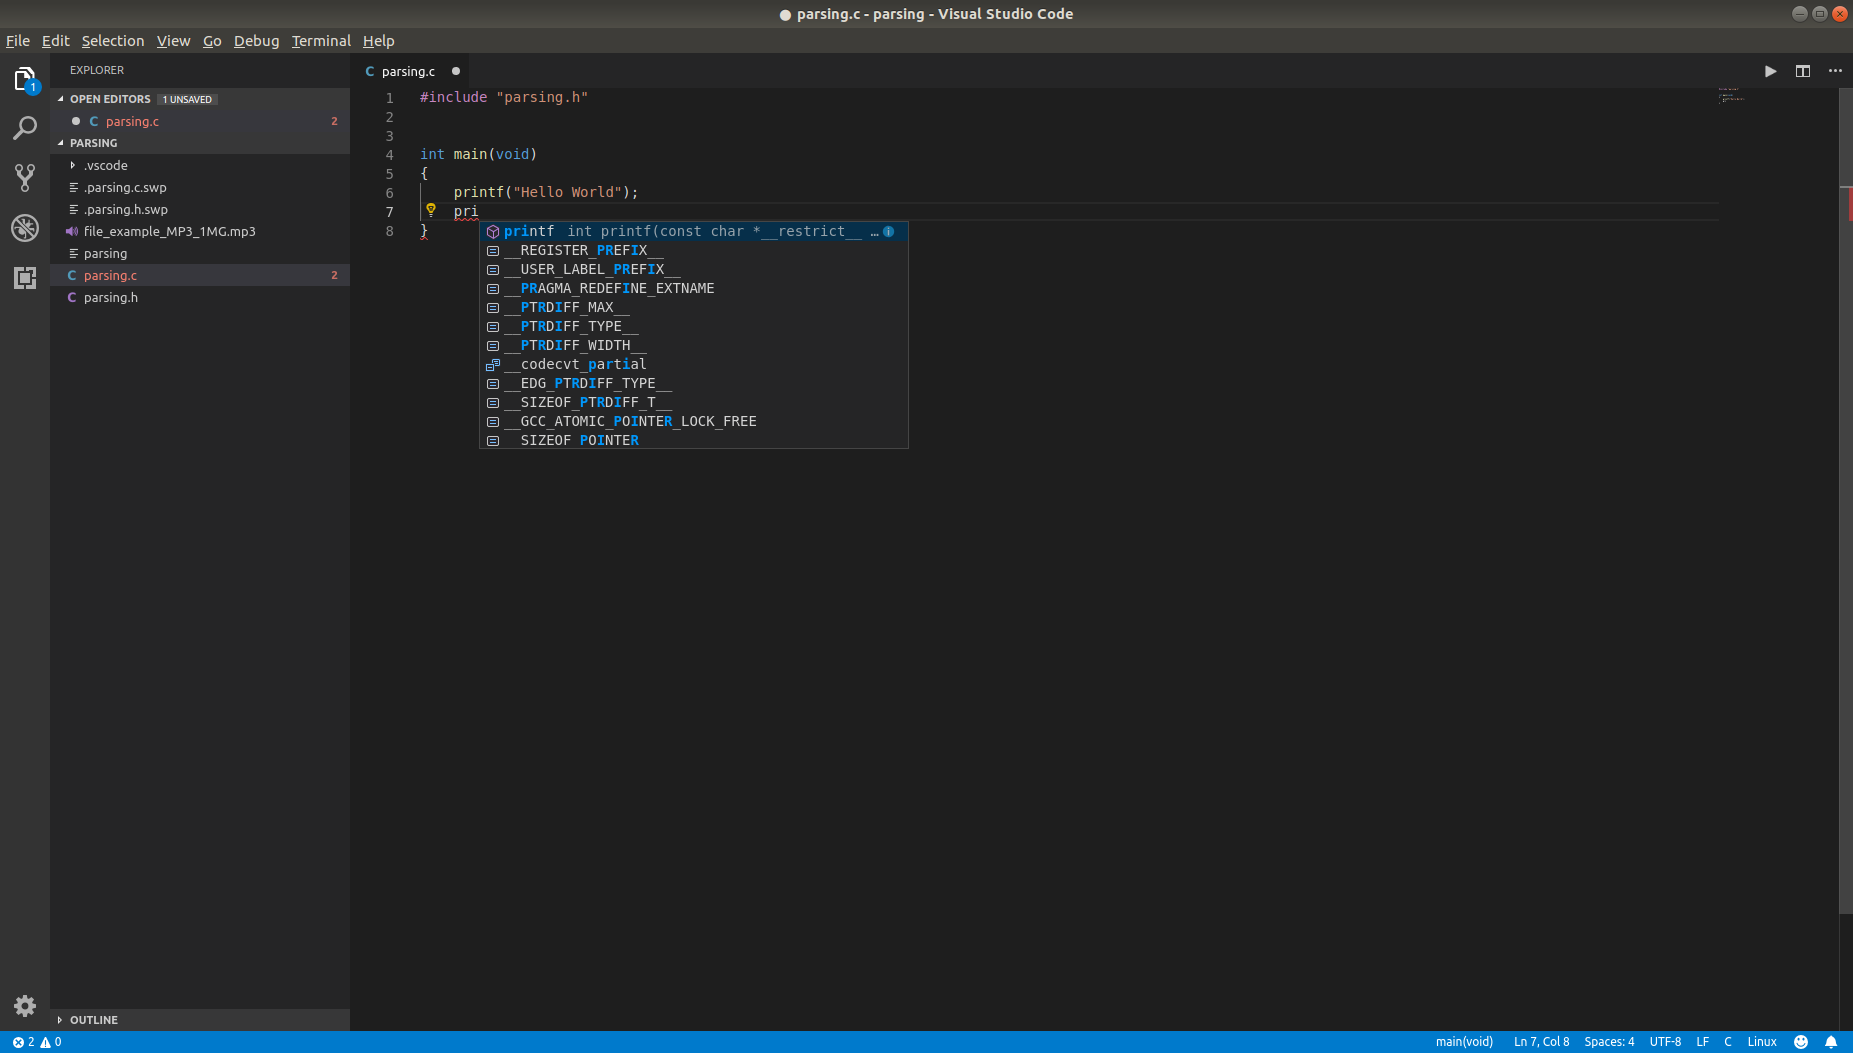 ● parsing.c - parsing - Visual Studio Code
File Edit Selection View Go Debug Terminal Help
1
EXPLORER
OPEN EDITORS 1 UNSAVED
C parsing.c 2
PARSING
.vscode
.parsing.c.swp
.parsing.h.swp
file_example_MP3_1MG.mp3
parsing
C parsing.c 2
C parsing.h
OUTLINE
C parsing.c ●
1 #include "parsing.h"
2
3
4 int main(void)
5 {
6 printf("Hello World");
7 pri
8 }
printf int printf(const char *__restrict__ …
__REGISTER_PREFIX__
__USER_LABEL_PREFIX__
__PRAGMA_REDEFINE_EXTNAME
__PTRDIFF_MAX__
__PTRDIFF_TYPE__
__PTRDIFF_WIDTH__
__codecvt_partial
__EDG_PTRDIFF_TYPE__
__SIZEOF_PTRDIFF_T__
__GCC_ATOMIC_POINTER_LOCK_FREE
SIZEOF POINTER
2 0 main(void) Ln 7, Col 8 Spaces: 4 UTF-8 LF C Linux